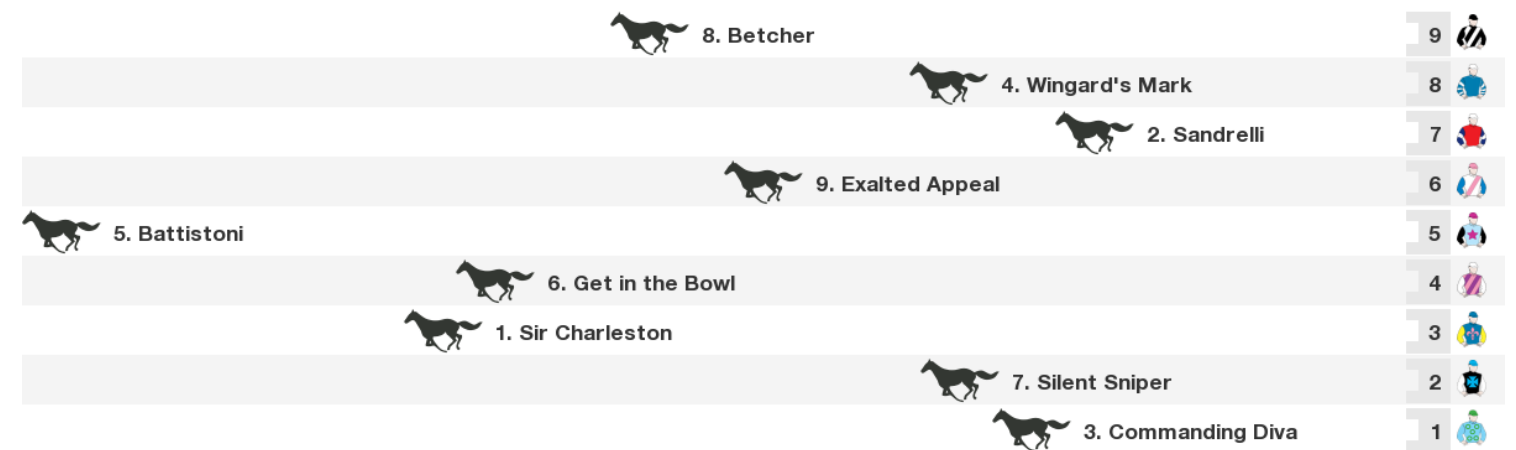 8. Betcher 9
4. Wingard's Mark 8
2. Sandrelli 7
9. Exalted Appeal 6
5. Battistoni 5
6. Get in the Bowl 4
1. Sir Charleston 3
7. Silent Sniper 2
3. Commanding Diva 1